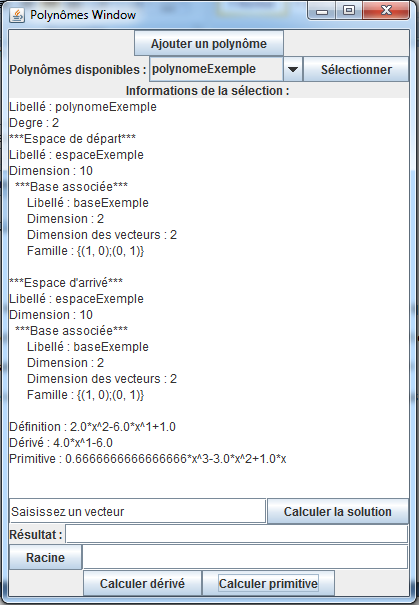 Polynômes Window
Ajouter un polynôme
Polynômes disponibles : polynomeExemple Sélectionner
Informations de la sélection :
Libellé : polynomeExemple
Degre : 2
***Espace de départ***
Libellé : espaceExemple
Dimension : 10
***Base associée***
Libellé : baseExemple
Dimension : 2
Dimension des vecteurs : 2
Famille : {(1, 0);(0, 1)}
***Espace d'arrivé***
Libellé : espaceExemple
Dimension : 10
***Base associée***
Libellé : baseExemple
Dimension : 2
Dimension des vecteurs : 2
Famille : {(1, 0);(0, 1)}
Définition : 2.0*x^2-6.0*x^1+1.0
Dérivé : 4.0*x^1-6.0
Primitive : 0.6666666666666666*x^3-3.0*x^2+1.0*x
Saisissez un vecteur Calculer la solution
Résultat :
Racine
Calculer dérivé Calculer primitive